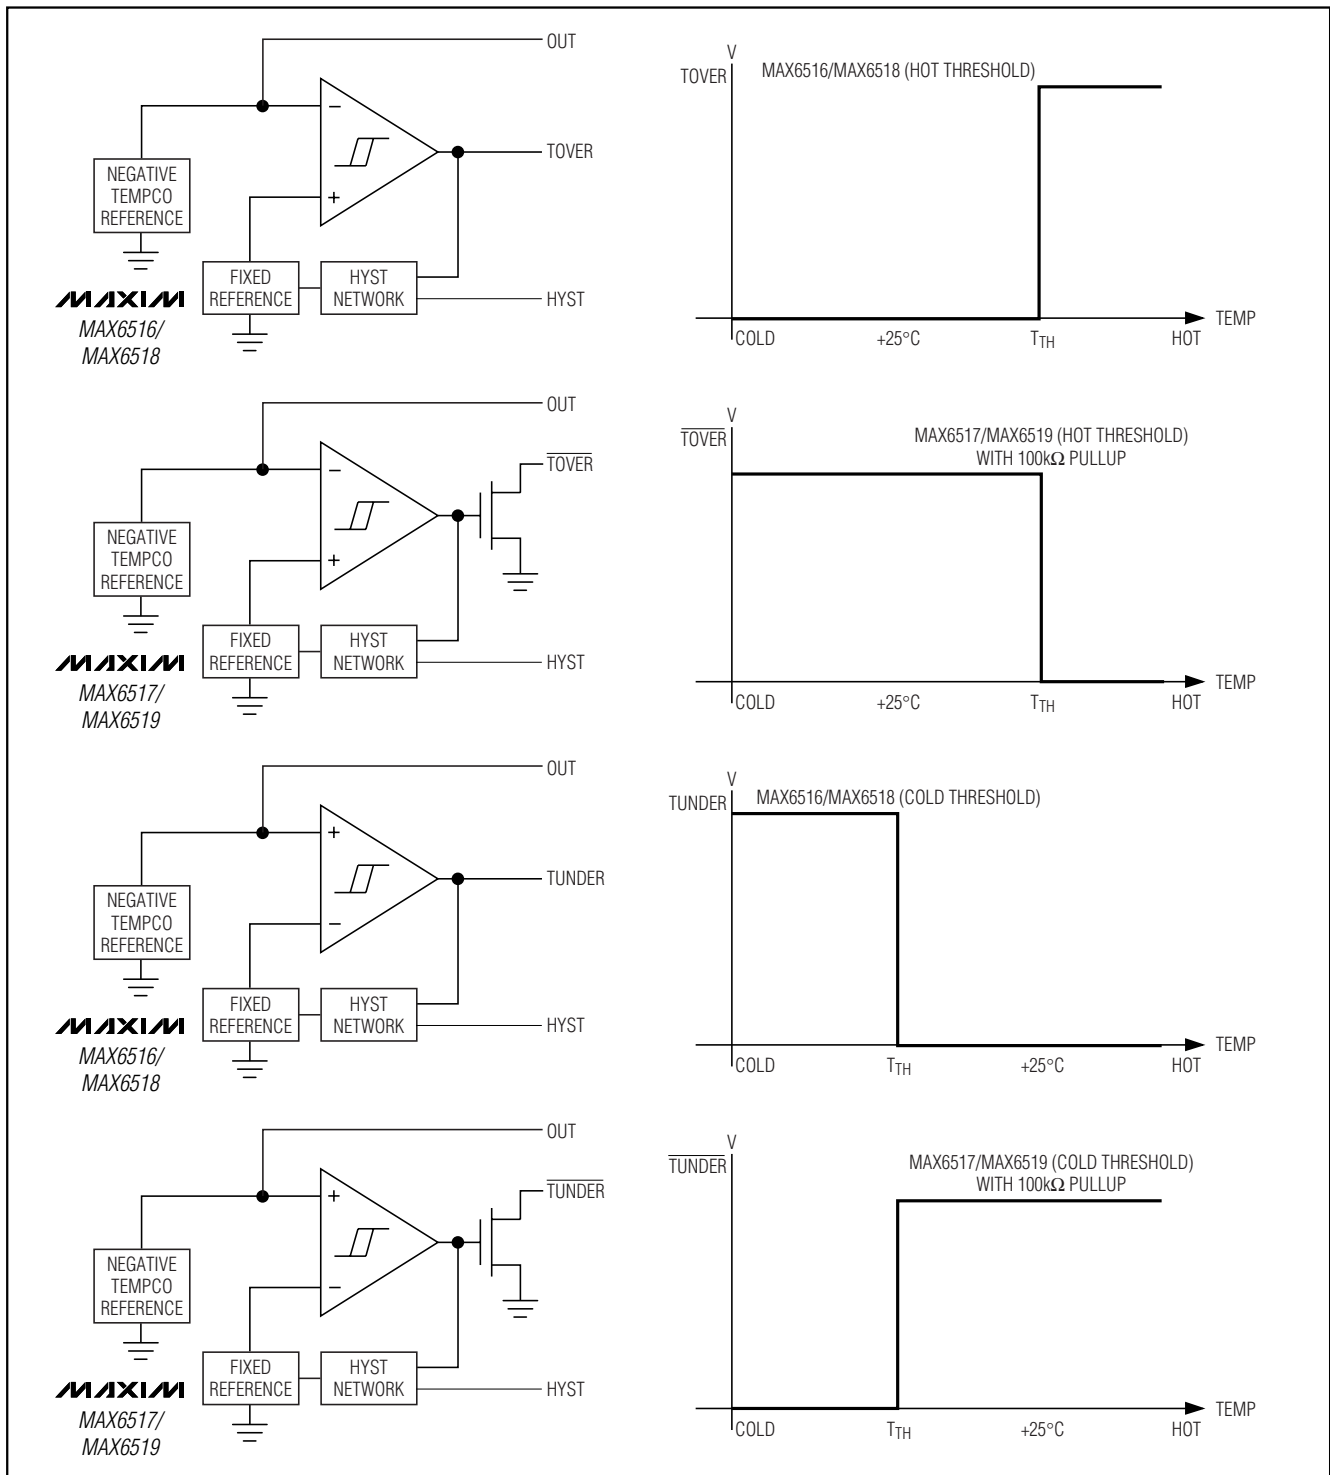 OUT
−
TOVER
NEGATIVE
TEMPCO
REFERENCE
+
FIXED
REFERENCE
HYST
NETWORK
HYST
MAXIM
MAX6516/
MAX6518
V
TOVER
MAX6516/MAX6518 (HOT THRESHOLD)
TEMP
COLD
+25°C
TTH
HOT
OUT
−
T̅O̅V̅E̅R̅
NEGATIVE
TEMPCO
REFERENCE
+
FIXED
REFERENCE
HYST
NETWORK
HYST
MAXIM
MAX6517/
MAX6519
V
T̅O̅V̅E̅R̅
MAX6517/MAX6519 (HOT THRESHOLD)
WITH 100kΩ PULLUP
TEMP
COLD
+25°C
TTH
HOT
OUT
+
TUNDER
NEGATIVE
TEMPCO
REFERENCE
−
FIXED
REFERENCE
HYST
NETWORK
HYST
MAXIM
MAX6516/
MAX6518
V
TUNDER
MAX6516/MAX6518 (COLD THRESHOLD)
TEMP
COLD
TTH
+25°C
HOT
OUT
+
T̅U̅N̅D̅E̅R̅
NEGATIVE
TEMPCO
REFERENCE
−
FIXED
REFERENCE
HYST
NETWORK
HYST
MAXIM
MAX6517/
MAX6519
V
T̅U̅N̅D̅E̅R̅
MAX6517/MAX6519 (COLD THRESHOLD)
WITH 100kΩ PULLUP
TEMP
COLD
TTH
+25°C
HOT